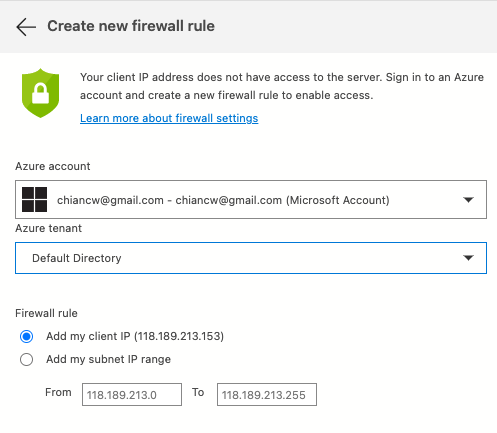 Create new firewall rule
Your client IP address does not have access to the server. Sign in to an Azure
account and create a new firewall rule to enable access.
Learn more about firewall settings
Azure account
chiancw@gmail.com - chiancw@gmail.com (Microsoft Account)
Azure tenant
Default Directory
Firewall rule
Add my client IP (118.189.213.153)
Add my subnet IP range
From 118.189.213.0 To 118.189.213.255